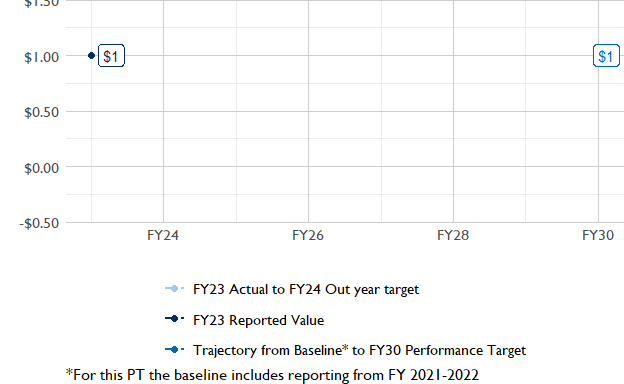 $1.50
$1.00
$1
$1
$0.50
$0.00
-$0.50
FY24 FY26 FY28 FY30
FY23 Actual to FY24 Out year target
FY23 Reported Value
Trajectory from Baseline* to FY30 Performance Target
*For this PT the baseline includes reporting from FY 2021-2022